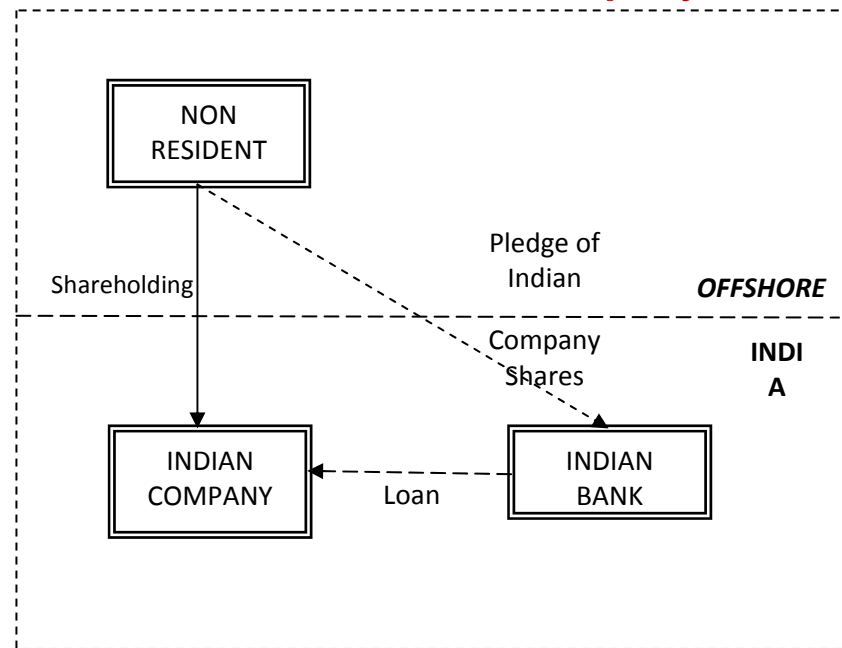 NON
RESIDENT
Pledge of
Indian
Shareholding
OFFSHORE
Company
Shares
INDI
A
INDIAN
COMPANY
Loan
INDIAN
BANK